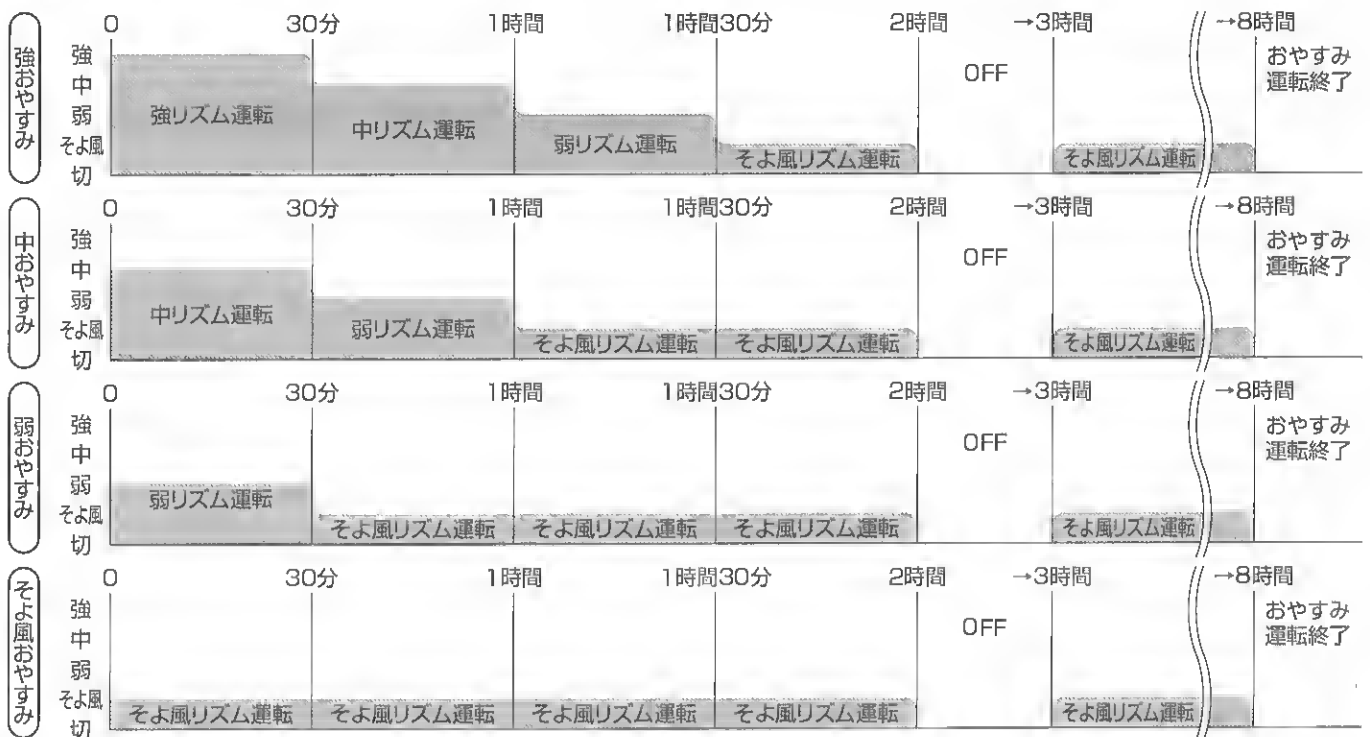 強おやすみ
0 30分 1時間 1時間30分 2時間 →3時間 →8時間
強
中
弱
そよ風
切
強リズム運転 中リズム運転 弱リズム運転 そよ風リズム運転 OFF そよ風リズム運転
おやすみ
運転終了
中おやすみ
0 30分 1時間 1時間30分 2時間 →3時間 →8時間
強
中
弱
そよ風
切
中リズム運転 弱リズム運転 そよ風リズム運転 そよ風リズム運転 OFF そよ風リズム運転
おやすみ
運転終了
弱おやすみ
0 30分 1時間 1時間30分 2時間 →3時間 →8時間
強
中
弱
そよ風
切
弱リズム運転 そよ風リズム運転 そよ風リズム運転 そよ風リズム運転 OFF そよ風リズム運転
おやすみ
運転終了
そよ風おやすみ
0 30分 1時間 1時間30分 2時間 →3時間 →8時間
強
中
弱
そよ風
切
そよ風リズム運転 そよ風リズム運転 そよ風リズム運転 そよ風リズム運転 OFF そよ風リズム運転
おやすみ
運転終了